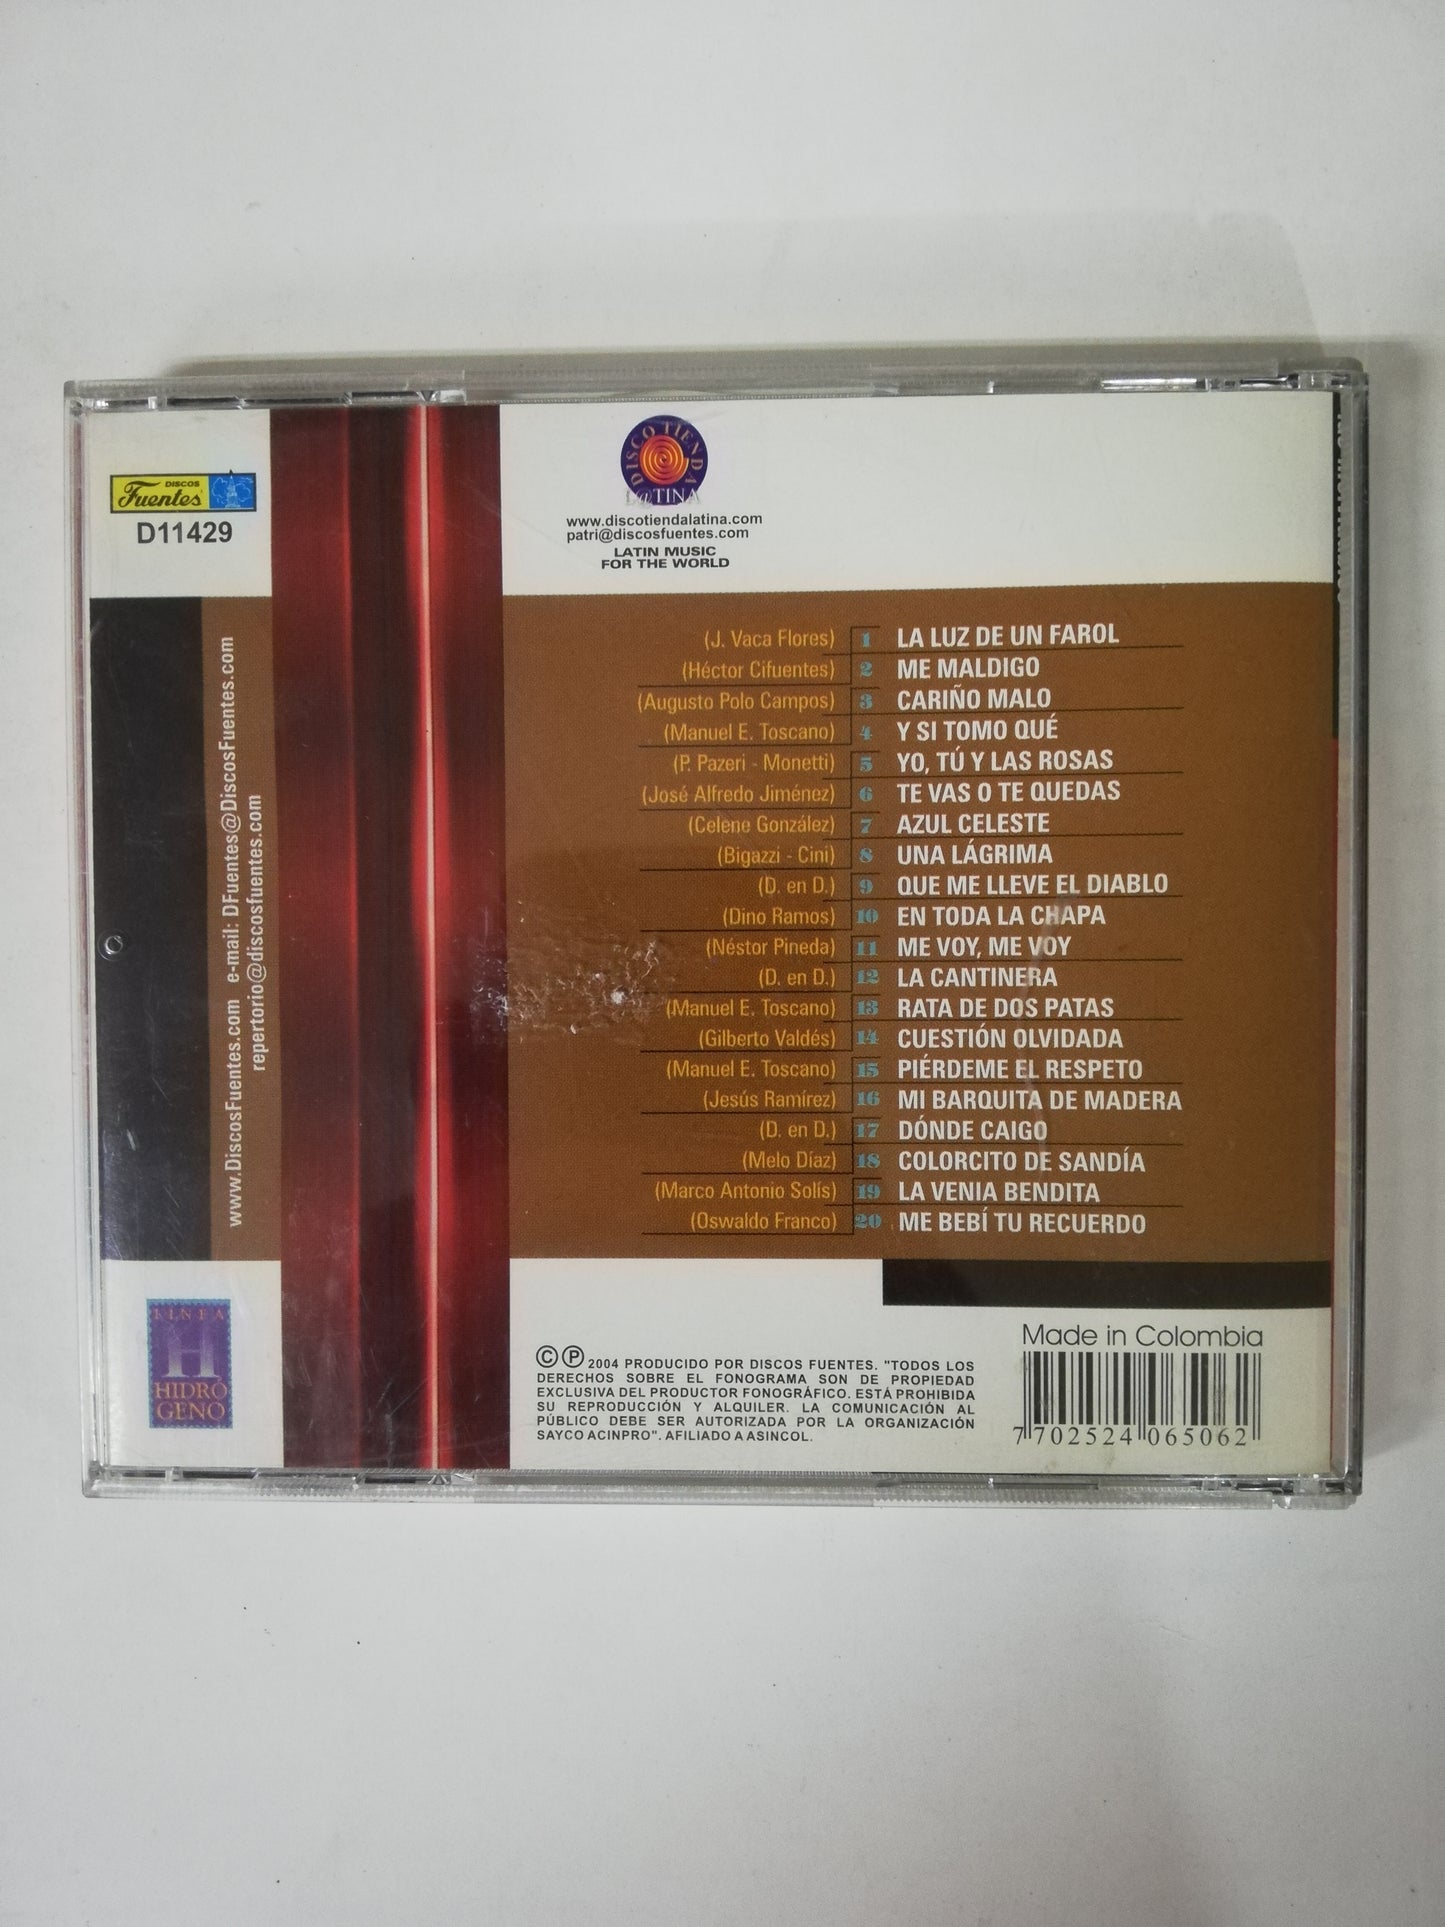 DISCOS
Fuentes
D11429
DISCO TIENDA
L@TINA
www.discotiendalatina.com
patri@discosfuentes.com
LATIN MUSIC
FOR THE WORLD
www.DiscosFuentes.com e-mail: DFuentes@DiscosFuentes.com
repertorio@discosfuentes.com
(J. Vaca Flores) 1 LA LUZ DE UN FAROL
(Héctor Cifuentes) 2 ME MALDIGO
(Augusto Polo Campos) 3 CARIÑO MALO
(Manuel E. Toscano) 4 Y SI TOMO QUÉ
(P. Pazeri - Monetti) 5 YO, TÚ Y LAS ROSAS
(José Alfredo Jiménez) 6 TE VAS O TE QUEDAS
(Celene González) 7 AZUL CELESTE
(Bigazzi - Cini) 8 UNA LÁGRIMA
(D. en D.) 9 QUE ME LLEVE EL DIABLO
(Dino Ramos) 10 EN TODA LA CHAPA
(Néstor Pineda) 11 ME VOY, ME VOY
(D. en D.) 12 LA CANTINERA
(Manuel E. Toscano) 13 RATA DE DOS PATAS
(Gilberto Valdés) 14 CUESTIÓN OLVIDADA
(Manuel E. Toscano) 15 PIÉRDEME EL RESPETO
(Jesús Ramírez) 16 MI BARQUITA DE MADERA
(D. en D.) 17 DÓNDE CAIGO
(Melo Díaz) 18 COLORCITO DE SANDÍA
(Marco Antonio Solís) 19 LA VENIA BENDITA
(Oswaldo Franco) 20 ME BEBÍ TU RECUERDO
LINEA
H
HIDRÓ
GENO
© ℗ 2004 PRODUCIDO POR DISCOS FUENTES. "TODOS LOS
DERECHOS SOBRE EL FONOGRAMA SON DE PROPIEDAD
EXCLUSIVA DEL PRODUCTOR FONOGRÁFICO. ESTÁ PROHIBIDA
SU REPRODUCCIÓN Y ALQUILER. LA COMUNICACIÓN AL
PÚBLICO DEBE SER AUTORIZADA POR LA ORGANIZACIÓN
SAYCO ACINPRO". AFILIADO A ASINCOL.
Made in Colombia
7 702524 065062